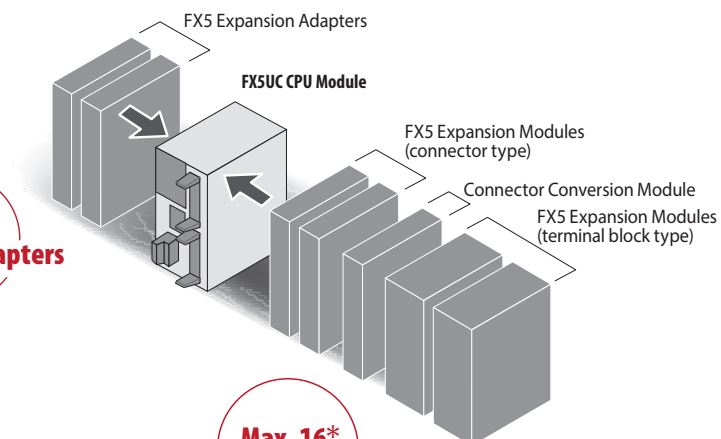 FX5 Expansion Adapters
FX5UC CPU Module
FX5 Expansion Modules
(connector type)
Connector Conversion Module
FX5 Expansion Modules
(terminal block type)
Max. 16*